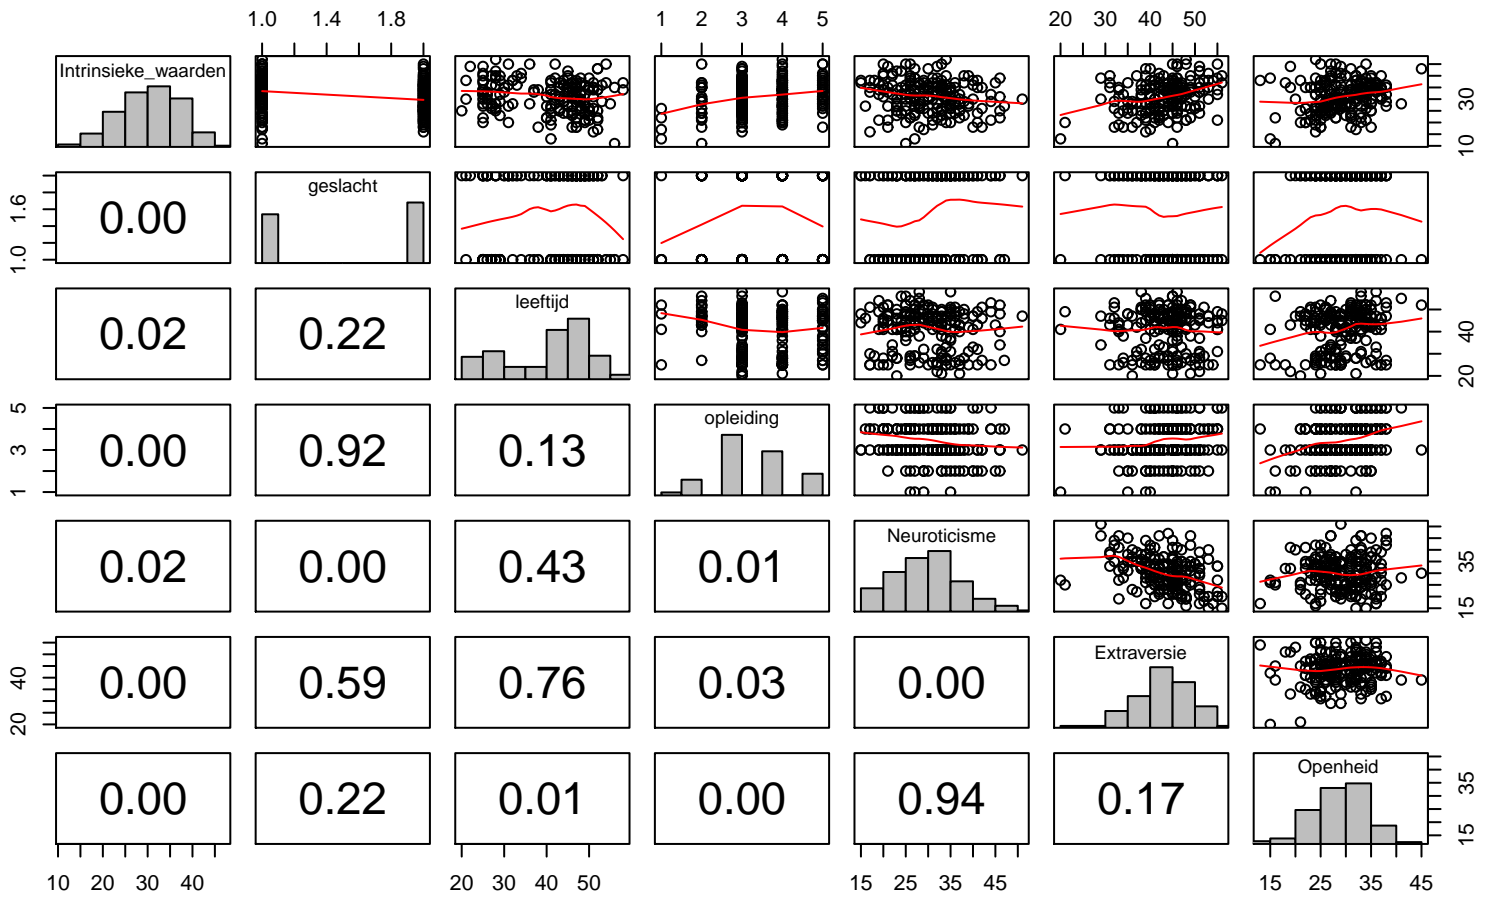 1.0 1.4 1.8 1 2 3 4 5 20 30 40 50
Intrinsieke_waarden
10 30
1.0 1.6
0.00 geslacht
0.02 0.22 leeftijd
20 40
1 3 5
0.00 0.92 0.13 opleiding
0.02 0.00 0.43 0.01 Neuroticisme
15 35
20 40
0.00 0.59 0.76 0.03 0.00 Extraversie
0.00 0.22 0.01 0.00 0.94 0.17 Openheid
15 35
10 20 30 40 20 30 40 50 15 25 35 45 15 25 35 45